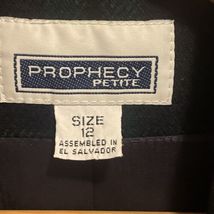 PROPHECY
PETITE
SIZE
12
ASSEMBLED IN
EL SALVADOR